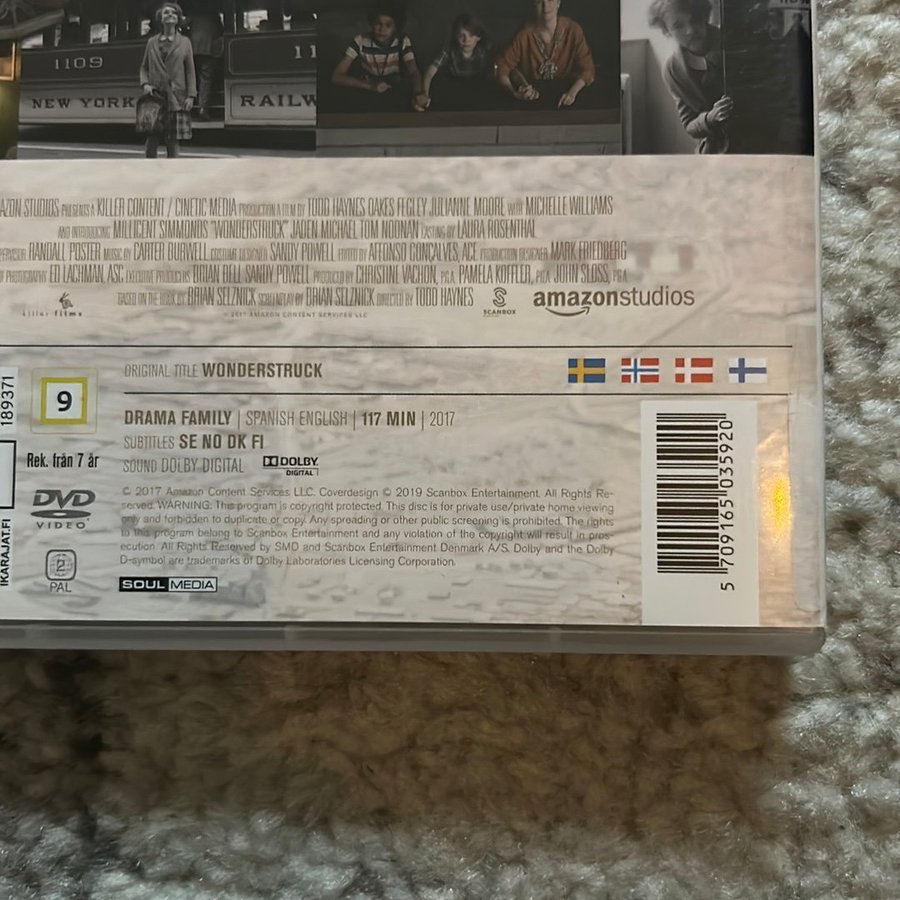 1109
NEW YORK
RAILW
AZON STUDIOS PRESENTS A KILLER CONTENT / CINETIC MEDIA PRODUCTION A FILM BY TODD HAYNES OAKES FEGLEY JULIANNE MOORE WITH MICHELLE WILLIAMS
AND INTRODUCING MILLICENT SIMMONDS "WONDERSTRUCK" JADEN MICHAEL TOM NOONAN CASTING BY LAURA ROSENTHAL
PERVISOR RANDALL POSTER MUSIC BY CARTER BURWELL COSTUME DESIGNER SANDY POWELL EDITED BY AFFONSO GONÇALVES, ACE PRODUCTION DESIGNER MARK FRIEDBERG
OF PHOTOGRAPHY ED LACHMAN, ASC EXECUTIVE PRODUCERS BRIAN BELL SANDY POWELL PRODUCED BY CHRISTINE VACHON, P.G.A. PAMELA KOFFLER, P.G.A. JOHN SLOSS, P.G.A.
BASED ON THE BOOK BY BRIAN SELZNICK SCREENPLAY BY BRIAN SELZNICK DIRECTED BY TODD HAYNES
killer films
© 2017 AMAZON CONTENT SERVICES LLC
SCANBOX
amazonstudios
ORIGINAL TITLE WONDERSTRUCK
189371
9
DRAMA FAMILY | SPANISH ENGLISH | 117 MIN | 2017
SUBTITLES SE NO DK FI
Rek. från 7 år
SOUND DOLBY DIGITAL
DOLBY
DIGITAL
DVD
VIDEO
© 2017 Amazon Content Services LLC. Coverdesign © 2019 Scanbox Entertainment. All Rights Re-
served. WARNING: This program is copyright protected. This disc is for private use/private home viewing
only and forbidden to duplicate or copy. Any spreading or other public screening is prohibited. The rights
to this program belong to Scanbox Entertainment and any violation of the copyright will result in pros-
ecution. All Rights Reserved by SMD and Scanbox Entertainment Denmark A/S. Dolby and the Dolby
D-symbol are trademarks of Dolby Laboratories Licensing Corporation.
IKARAJAT.FI
2
PAL
SOUL MEDIA
5 709165 035920